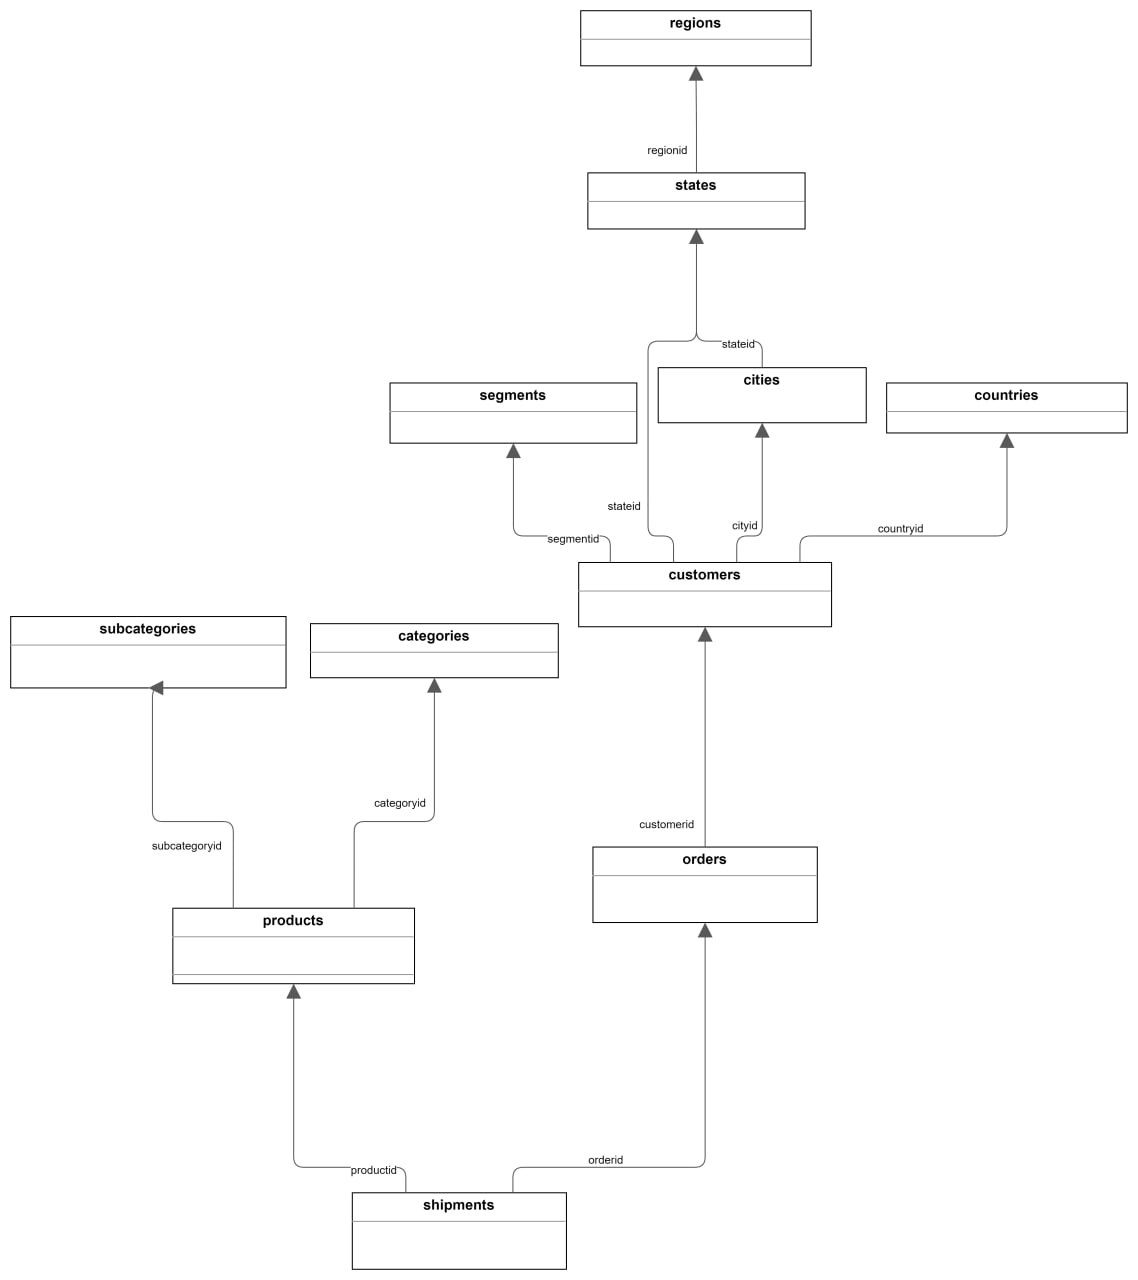 regions
regionid
states
stateid
cities
segments
countries
stateid
cityid
countryid
segmentid
customers
subcategories
categories
categoryid
customerid
subcategoryid
orders
products
orderid
productid
shipments